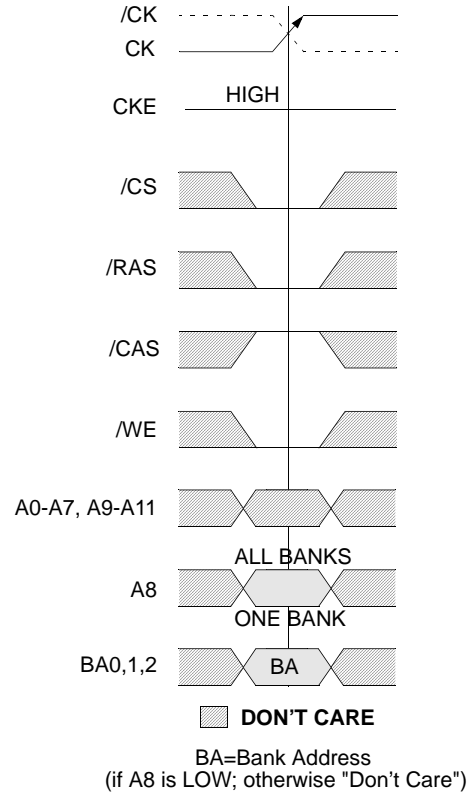 /CK
CK
CKE HIGH
/CS
/RAS
/CAS
/WE
A0-A7, A9-A11
ALL BANKS
A8
ONE BANK
BA0,1,2 BA
DON'T CARE
BA=Bank Address
(if A8 is LOW; otherwise "Don't Care")